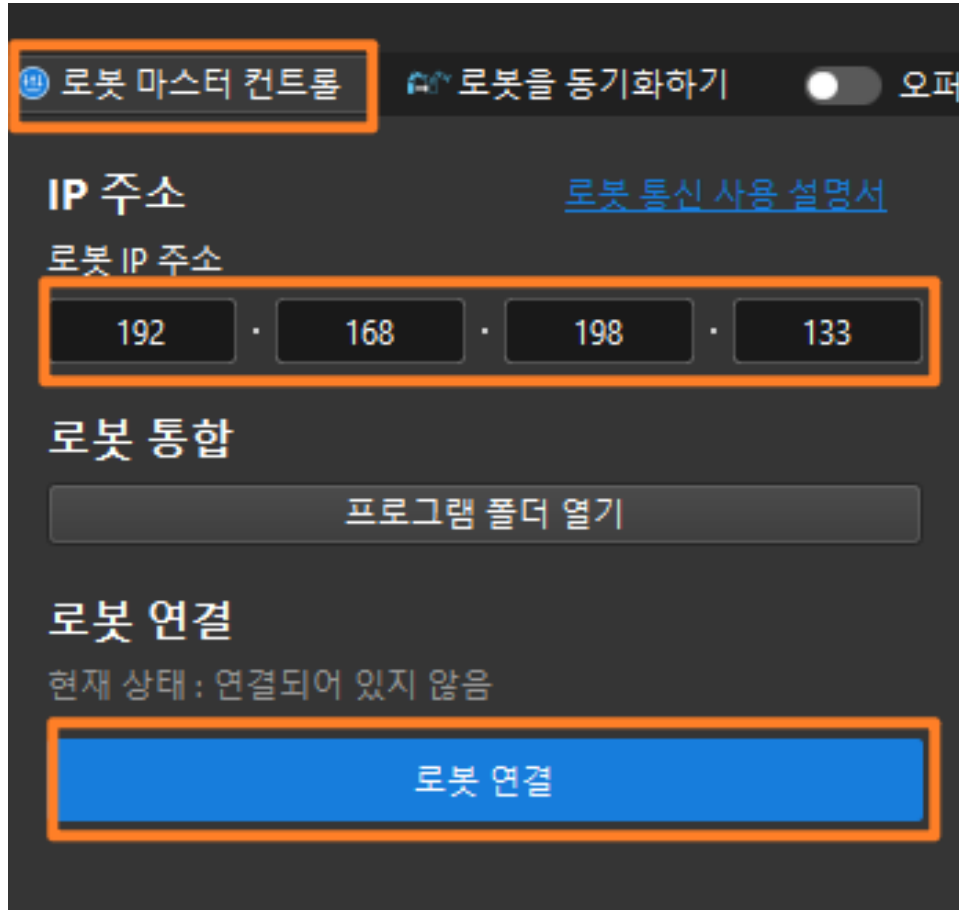 로봇 마스터 컨트롤 로봇을 동기화하기 오퍼
IP 주소 로봇 통신 사용 설명서
로봇 IP 주소
192 . 168 . 198 . 133
로봇 통합
프로그램 폴더 열기
로봇 연결
현재 상태 : 연결되어 있지 않음
로봇 연결